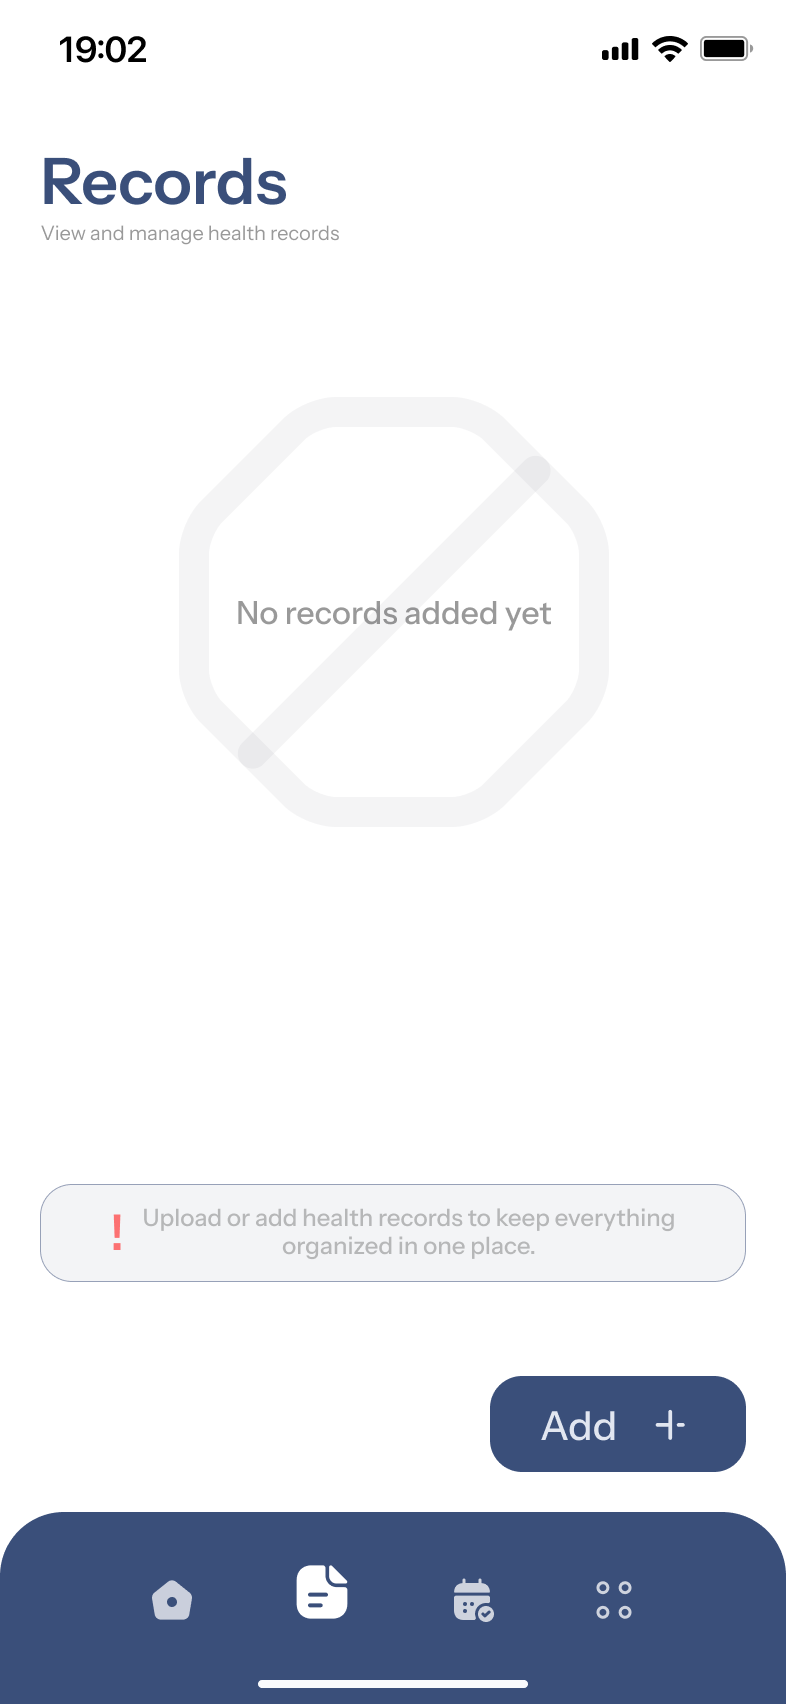 19:02
Records
View and manage health records
No records added yet
! Upload or add health records to keep everything
organized in one place.
Add